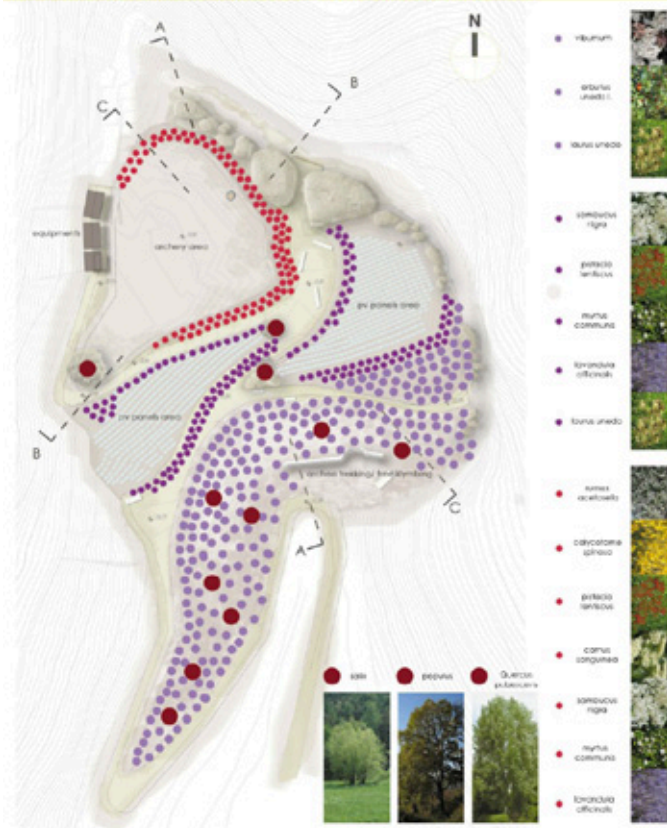 N
A
B
C
viburnum
arbutus
unedo l.
laurus unedo
equipments
archery area
sambucus
nigra
pistacia
lentiscus
pv panels area
myrtus
communis
lavandula
officinalis
pv panels area
laurus unedo
B
C
A
rumex
acetosella
calycotome
spinosa
pistacia
lentiscus
cornus
sanguinea
salix
populus
Quercus
pubescens
sambucus
nigra
myrtus
communis
lavandula
officinalis